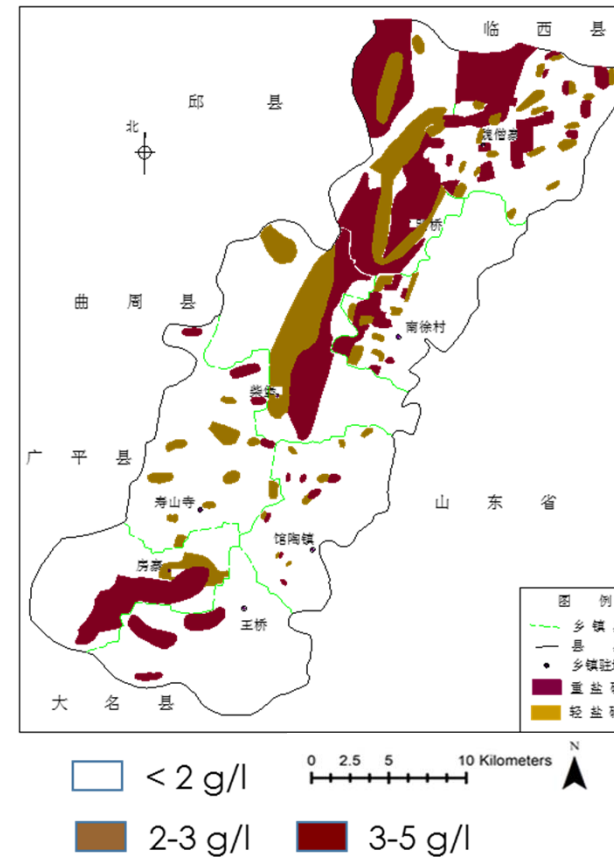 临 西 县
邱 县
北
魏僧寨
桥
曲 周 县
南徐村
柴堡
广 平 县
寿山寺
山 东 省
馆陶镇
房寨
图 例
乡 镇
王桥
县
乡镇驻
重 盐
大 名 县
轻 盐
N
< 2 g/l
0 2.5 5 10 Kilometers
2-3 g/l
3-5 g/l